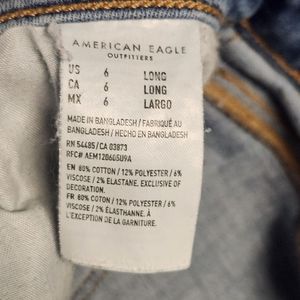 AMERICAN EAGLE
OUTFITTERS
US 6 LONG
CA 6 LONG
MX 6 LARGO
MADE IN BANGLADESH / FABRIQUÉ AU
BANGLADESH / HECHO EN BANGLADESH
RN 54485/ CA 03873
RFC# AEM1206050J9A
EN 80% COTTON / 12% POLYESTER / 6%
VISCOSE / 2% ELASTANE. EXCLUSIVE OF
DECORATION.
FR 80% COTON / 12% POLYESTER / 6%
VISCOSE / 2% ÉLASTHANNE. À
L'EXCEPTION DE LA GARNITURE.